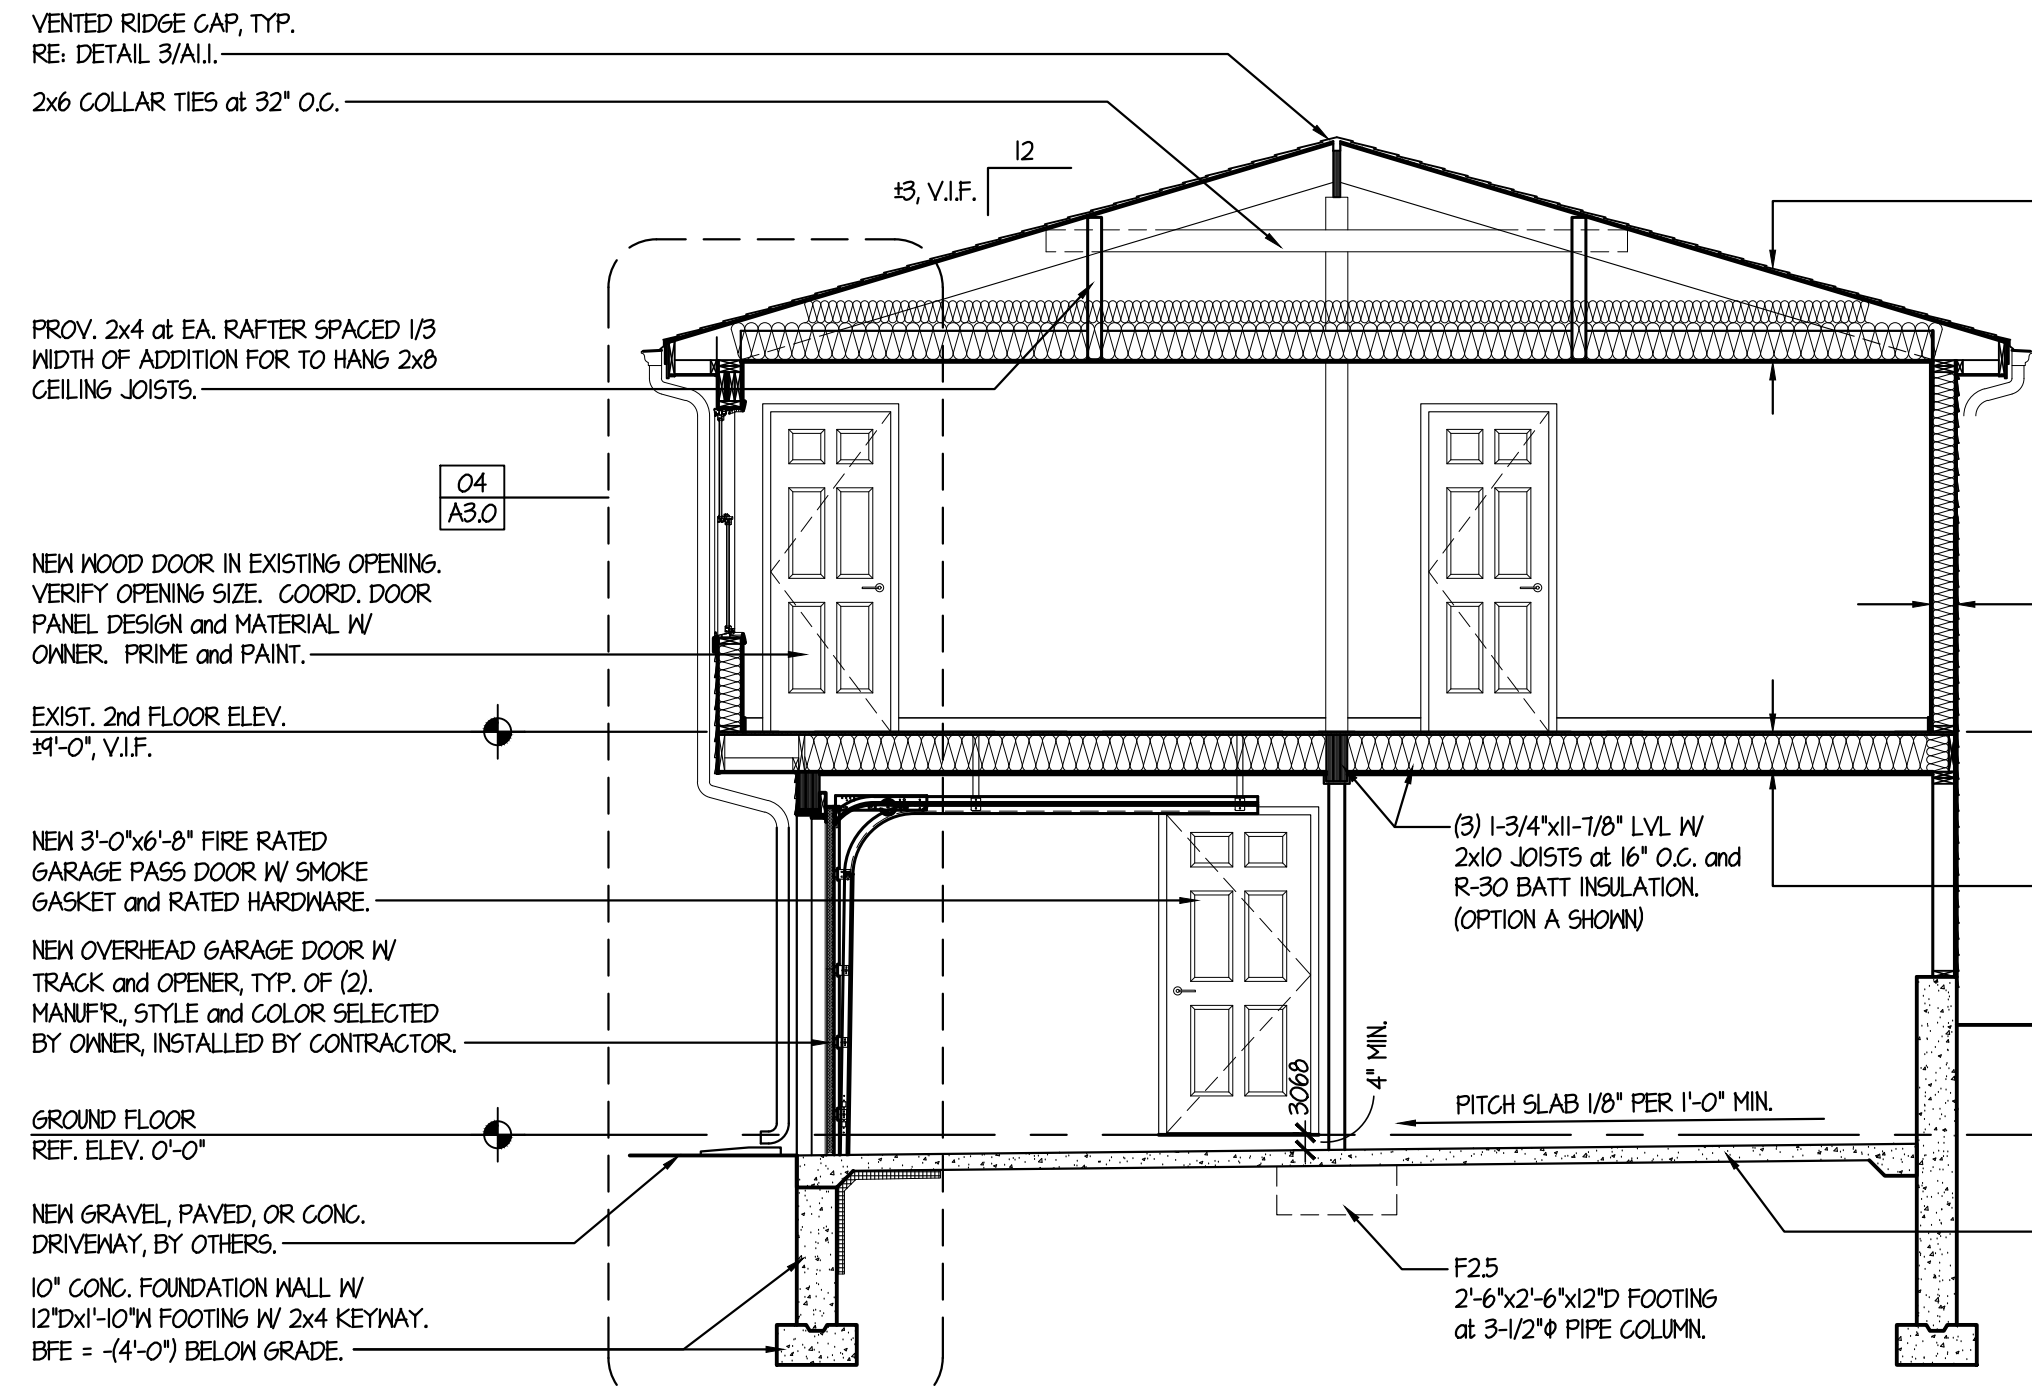 VENTED RIDGE CAP, TYP.
RE: DETAIL 3/A1.1.
2x6 COLLAR TIES at 32" O.C.
12
±3, V.I.F.
PROV. 2x4 at EA. RAFTER SPACED 1/3
WIDTH OF ADDITION FOR TO HANG 2x8
CEILING JOISTS.
04
A3.0
NEW WOOD DOOR IN EXISTING OPENING.
VERIFY OPENING SIZE. COORD. DOOR
PANEL DESIGN and MATERIAL W/
OWNER. PRIME and PAINT.
EXIST. 2nd FLOOR ELEV.
±9'-0", V.I.F.
NEW 3'-0"x6'-8" FIRE RATED
GARAGE PASS DOOR W/ SMOKE
GASKET and RATED HARDWARE.
(3) 1-3/4"x11-7/8" LVL W/
2x10 JOISTS at 16" O.C. and
R-30 BATT INSULATION.
(OPTION A SHOWN)
NEW OVERHEAD GARAGE DOOR W/
TRACK and OPENER, TYP. OF (2).
MANUF'R., STYLE and COLOR SELECTED
BY OWNER, INSTALLED BY CONTRACTOR.
3068
4" MIN.
PITCH SLAB 1/8" PER 1'-0" MIN.
GROUND FLOOR
REF. ELEV. 0'-0"
NEW GRAVEL, PAVED, OR CONC.
DRIVEWAY, BY OTHERS.
10" CONC. FOUNDATION WALL W/
12"Dx1'-10"W FOOTING W/ 2x4 KEYWAY.
BFE = -(4'-0") BELOW GRADE.
F2.5
2'-6"x2'-6"x12"D FOOTING
at 3-1/2"Φ PIPE COLUMN.